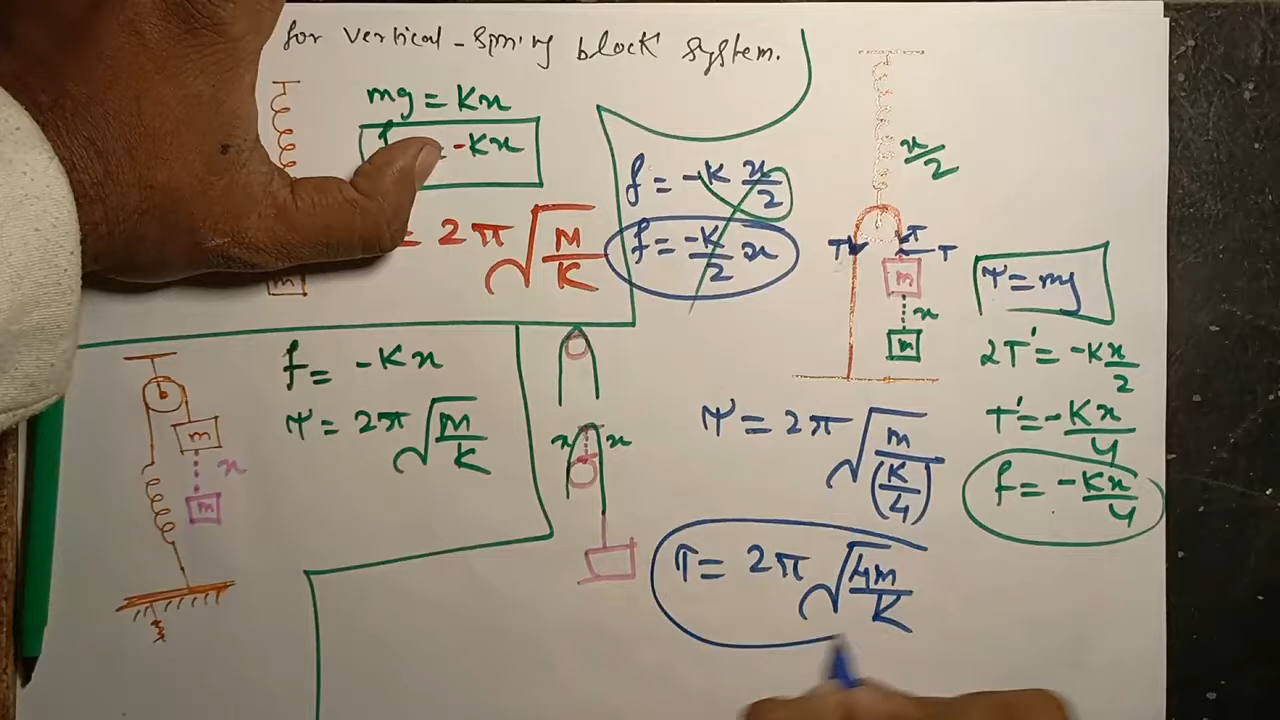 for vertical-spring block system.
mg = Kx
= -Kx
= 2π √(M/K)
m
f = -K x/2
f = -K/2 x
x/2
T T T
m
x
m
T = mg
2T' = -Kx/2
T' = -Kx/4
f = -Kx/4
f = -Kx
T = 2π √(m/K)
m
x
m
x x
T = 2π √(m/(K/4))
T = 2π √(4m/K)